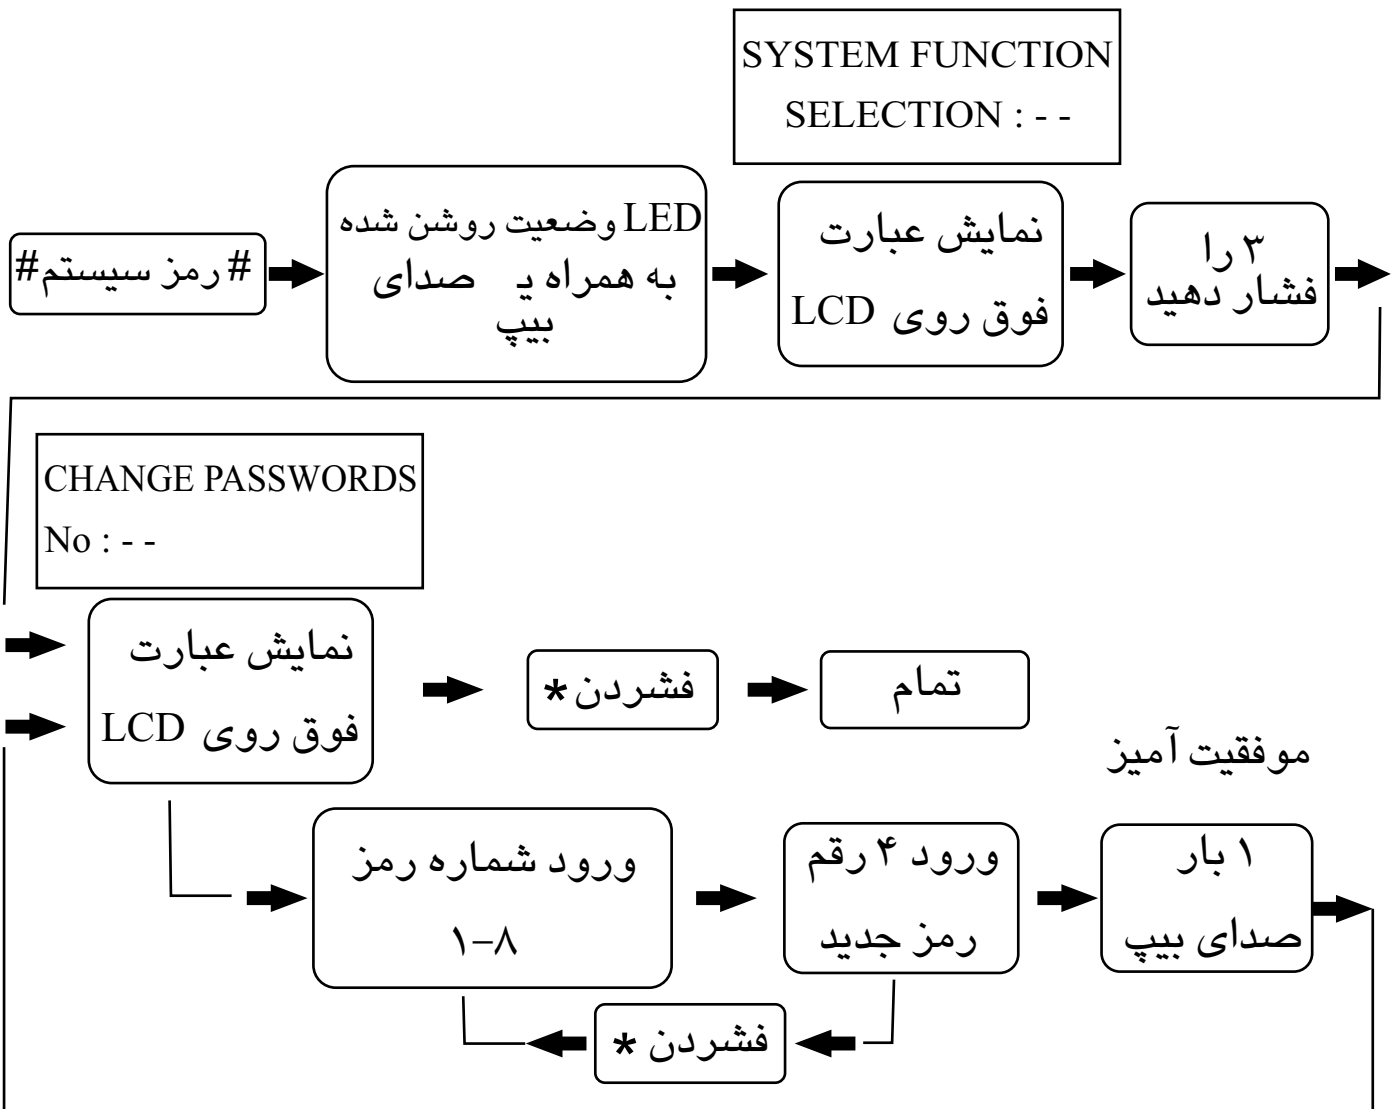 SYSTEM FUNCTION
SELECTION : - -
#رمز سیستم#
LED وضعیت روشن شده
به همراه یـ صدای
بیپ
نمایش عبارت
فوق روی LCD
۳ را
فشار دهید
CHANGE PASSWORDS
No : - -
نمایش عبارت
فوق روی LCD
فشردن *
تمام
موفقیت آمیز
ورود شماره رمز
۱-۸
ورود ۴ رقم
رمز جدید
۱ بار
صدای بیپ
فشردن *